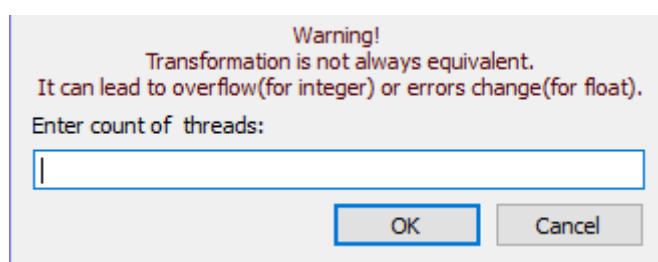 Warning!
Transformation is not always equivalent.
It can lead to overflow(for integer) or errors change(for float).
Enter count of  threads:
OK
Cancel